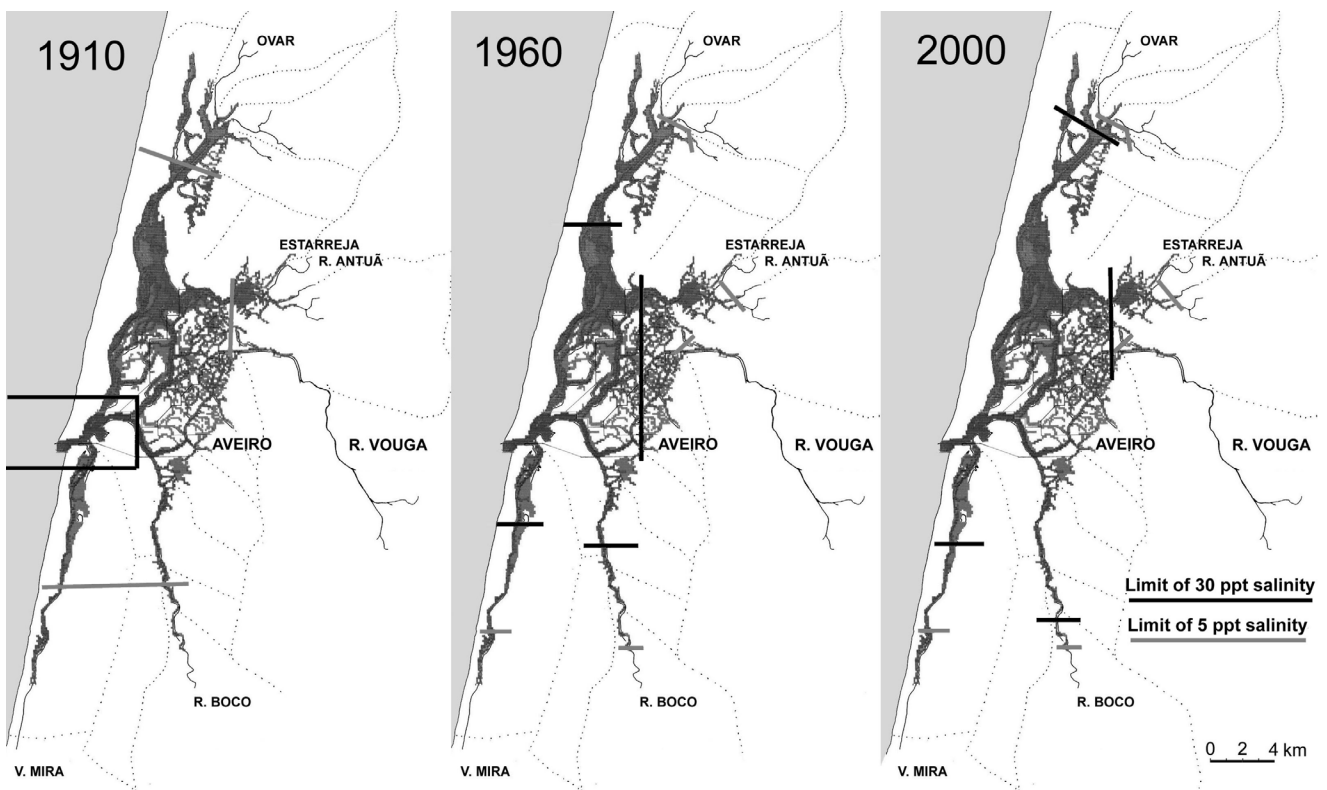 1910
OVAR
ESTARREJA
R. ANTUÃ
AVEIRO
R. VOUGA
R. BOCO
V. MIRA
1960
OVAR
ESTARREJA
R. ANTUÃ
AVEIRO
R. VOUGA
R. BOCO
V. MIRA
2000
OVAR
ESTARREJA
R. ANTUÃ
AVEIRO
R. VOUGA
Limit of 30 ppt salinity
Limit of 5 ppt salinity
R. BOCO
0 2 4 km
V. MIRA